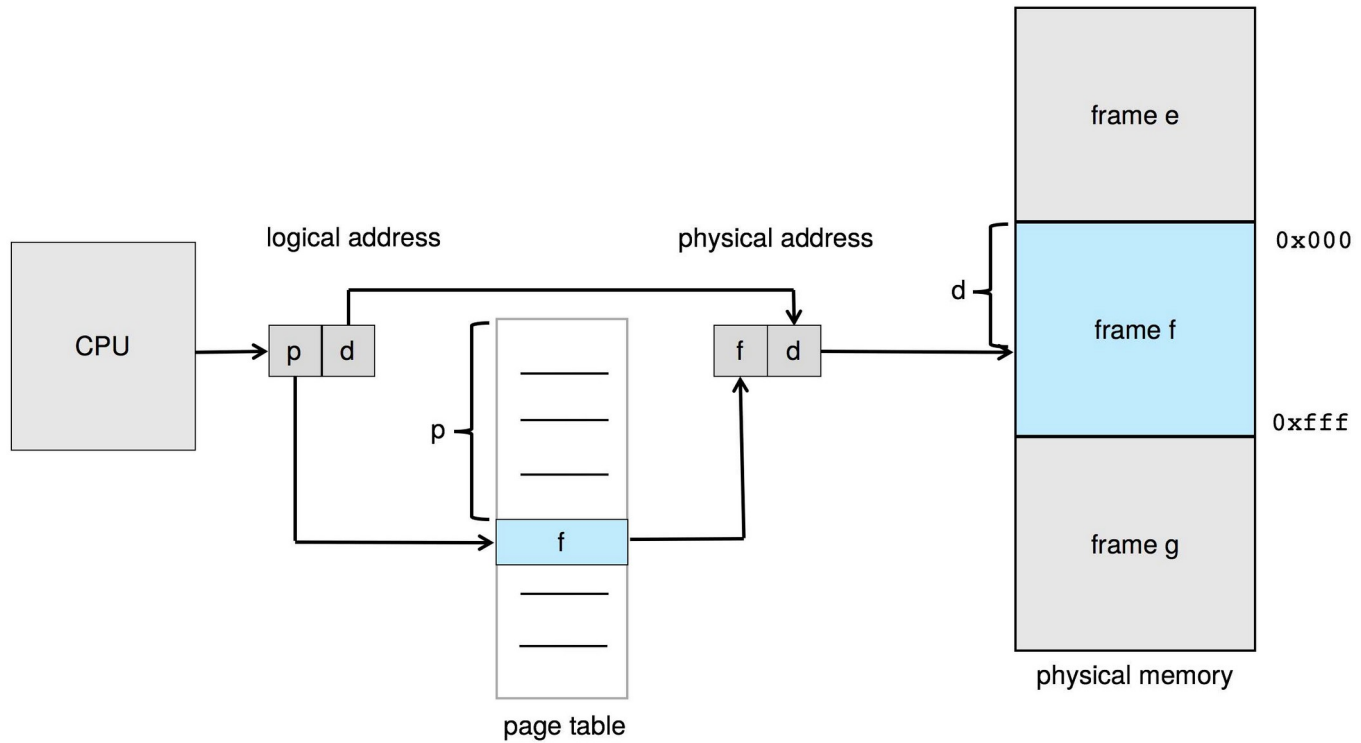 frame e
logical address
physical address
0x000
d
CPU
p d
f d
frame f
p
0xfff
f
frame g
physical memory
page table